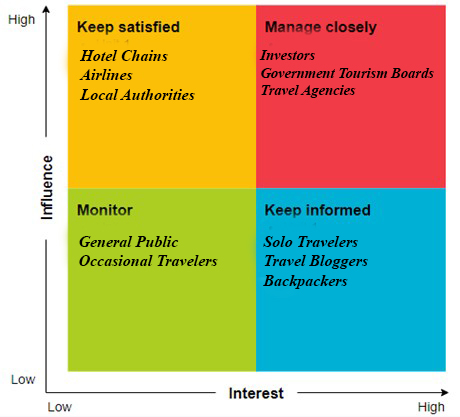 High
Keep satisfied
Hotel Chains
Airlines
Local Authorities
Manage closely
Investors
Government Tourism Boards
Travel Agencies
Influence
Monitor
General Public
Occasional Travelers
Keep informed
Solo Travelers
Travel Bloggers
Backpackers
Low
Low
Interest
High